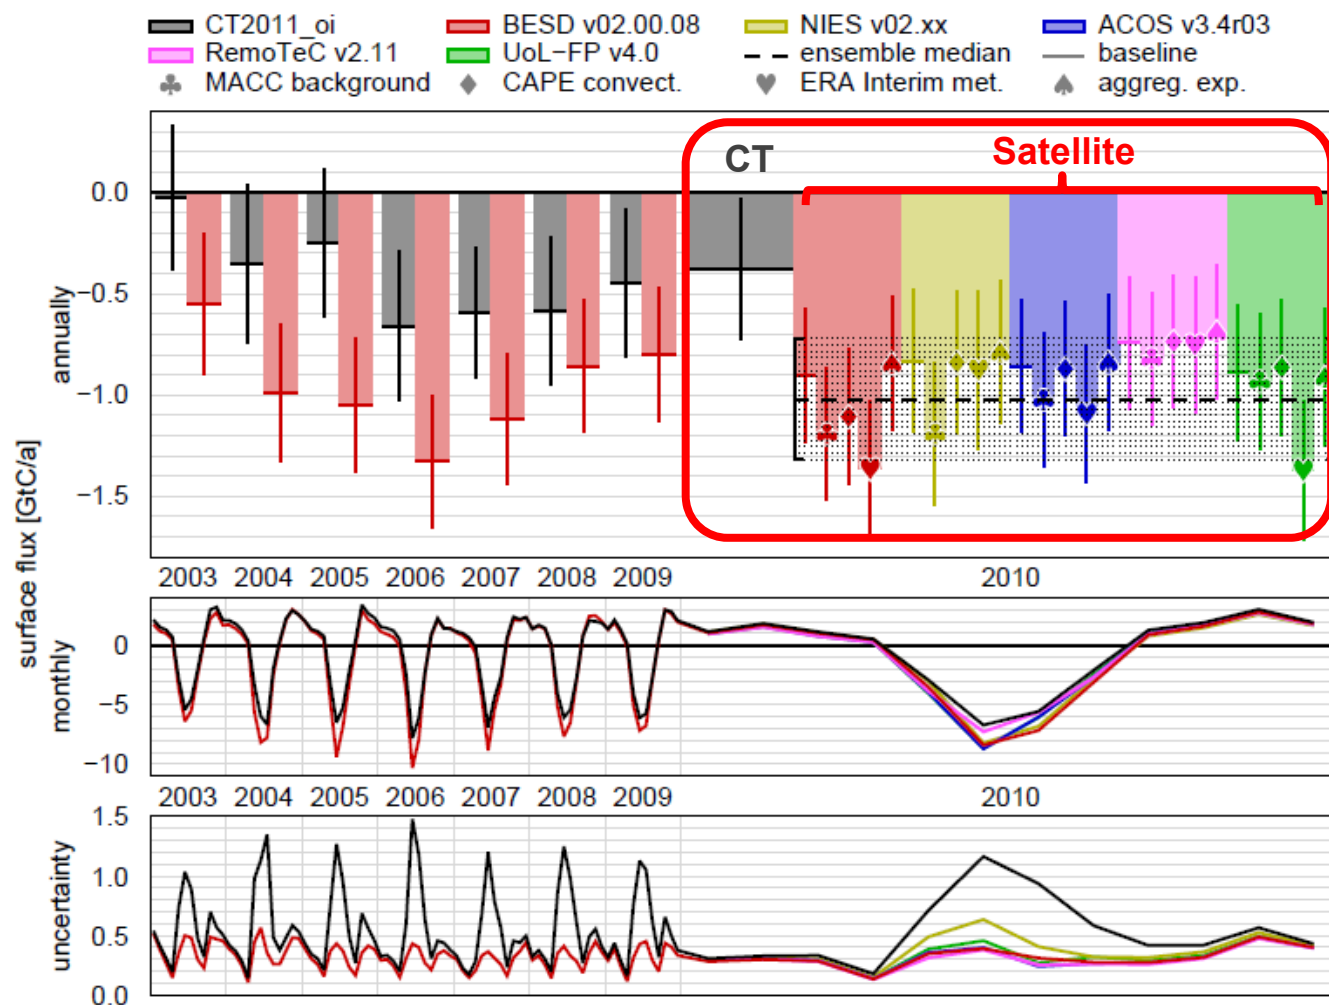 CT2011_oi BESD v02.00.08 NIES v02.xx ACOS v3.4r03
RemoTeC v2.11 UoL−FP v4.0 ensemble median baseline
MACC background CAPE convect. ERA Interim met. aggreg. exp.
CT Satellite
0.0
−0.5
−1.0
−1.5
annually
2003 2004 2005 2006 2007 2008 2009 2010
surface flux [GtC/a]
0
−5
−10
monthly
2003 2004 2005 2006 2007 2008 2009 2010
1.5
1.0
0.5
0.0
uncertainty